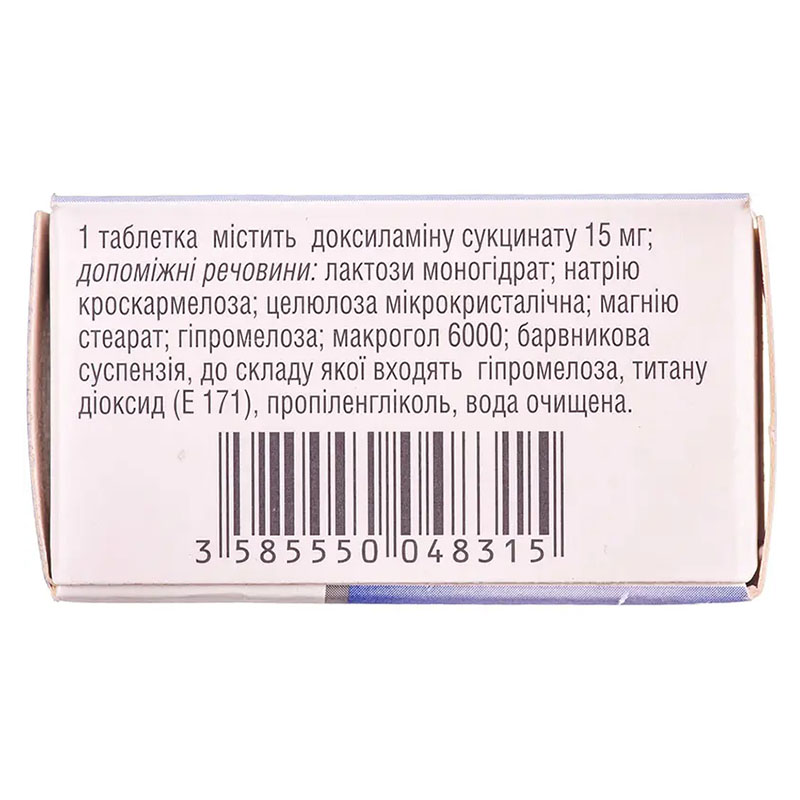 1 таблетка містить доксиламіну сукцинату 15 мг;
допоміжні речовини: лактози моногідрат; натрію
кроскармелоза; целюлоза мікрокристалічна; магнію
стеарат; гіпромелоза; макрогол 6000; барвникова
суспензія, до складу якої входять гіпромелоза, титану
діоксид (Е 171), пропіленгліколь, вода очищена.
3 585550 048315